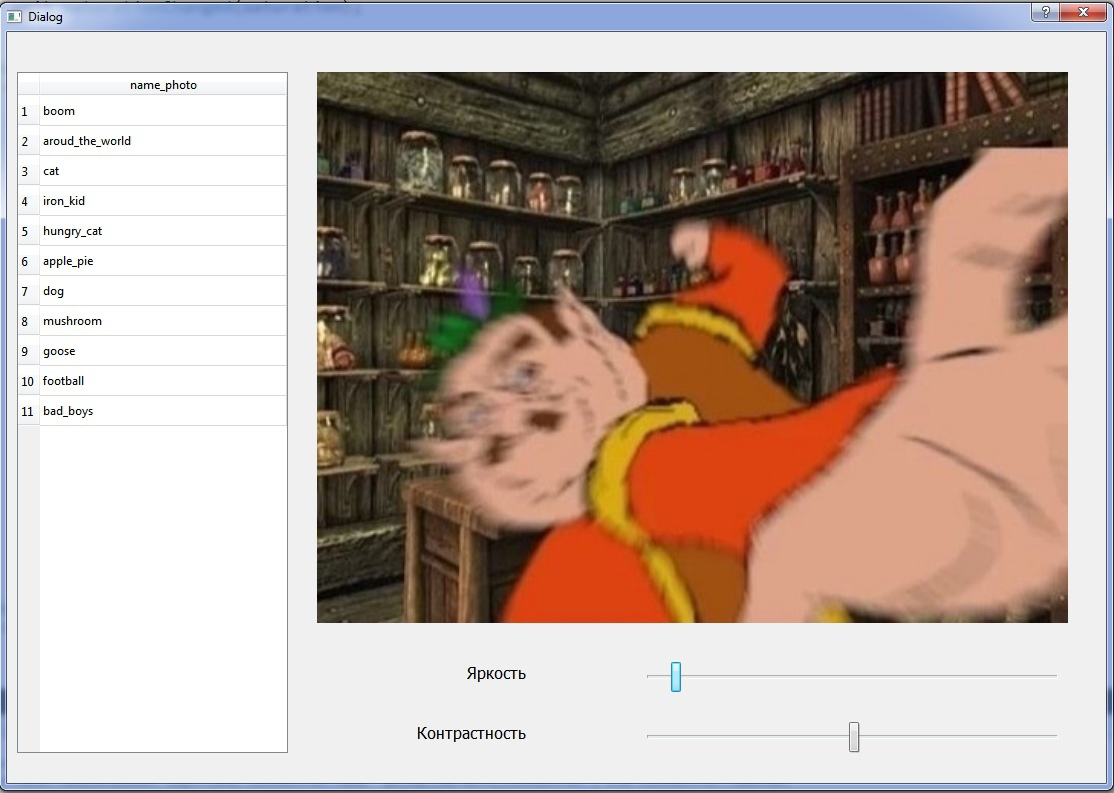 Dialog
name_photo
1 boom
2 aroud_the_world
3 cat
4 iron_kid
5 hungry_cat
6 apple_pie
7 dog
8 mushroom
9 goose
10 football
11 bad_boys
Яркость
Контрастность